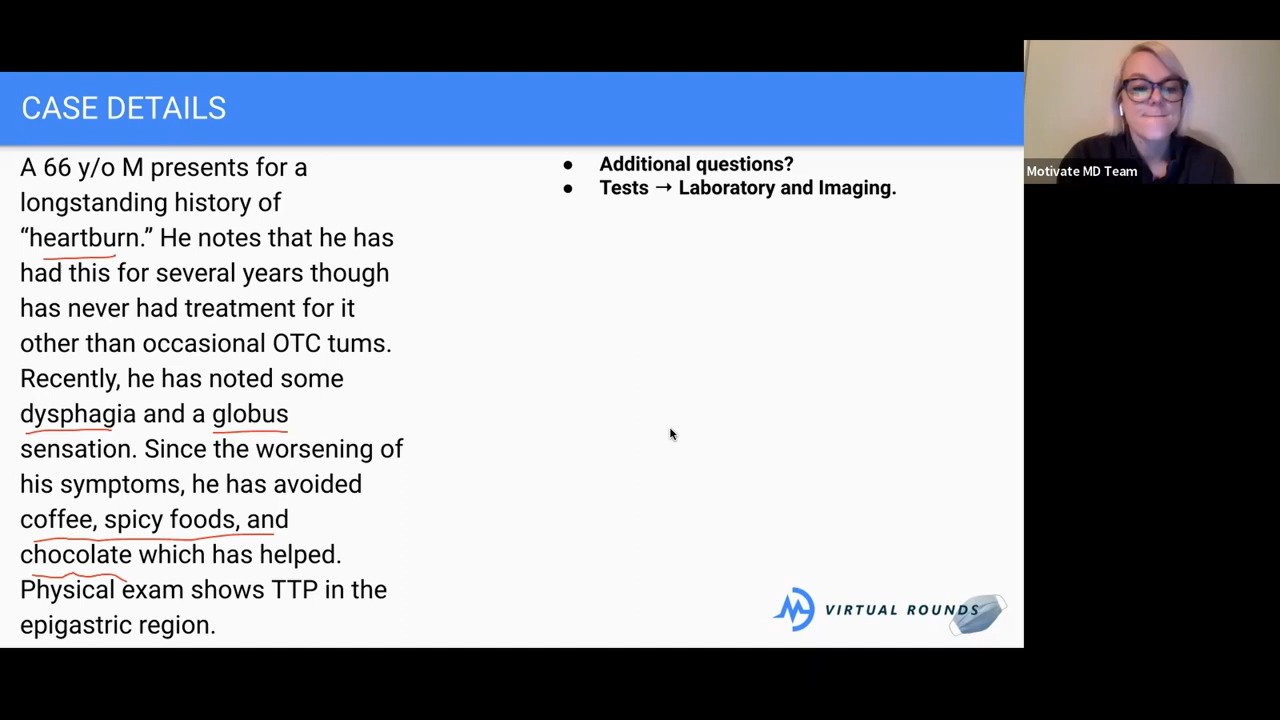 CASE DETAILS
A 66 y/o M presents for a
longstanding history of
“heartburn.” He notes that he has
had this for several years though
has never had treatment for it
other than occasional OTC tums.
Recently, he has noted some
dysphagia and a globus
sensation. Since the worsening of
his symptoms, he has avoided
coffee, spicy foods, and
chocolate which has helped.
Physical exam shows TTP in the
epigastric region.
● Additional questions?
● Tests → Laboratory and Imaging.
VIRTUAL ROUNDS
Motivate MD Team